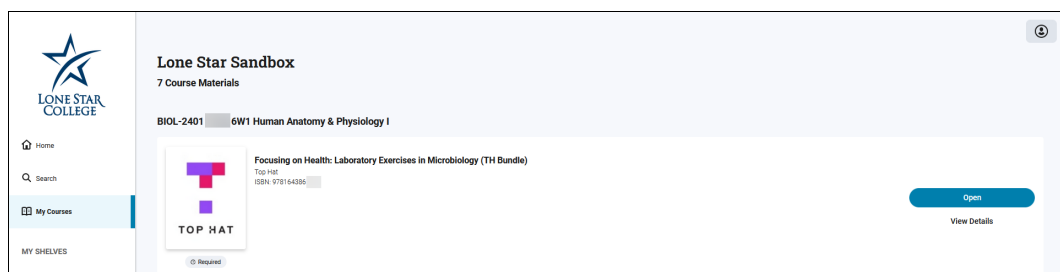 LONE STAR
COLLEGE
Home
Search
My Courses
MY SHELVES
Lone Star Sandbox
7 Course Materials
BIOL-2401 6W1 Human Anatomy & Physiology I
TOP HAT
Required
Focusing on Health: Laboratory Exercises in Microbiology (TH Bundle)
Top Hat
ISBN: 978164386
Open
View Details